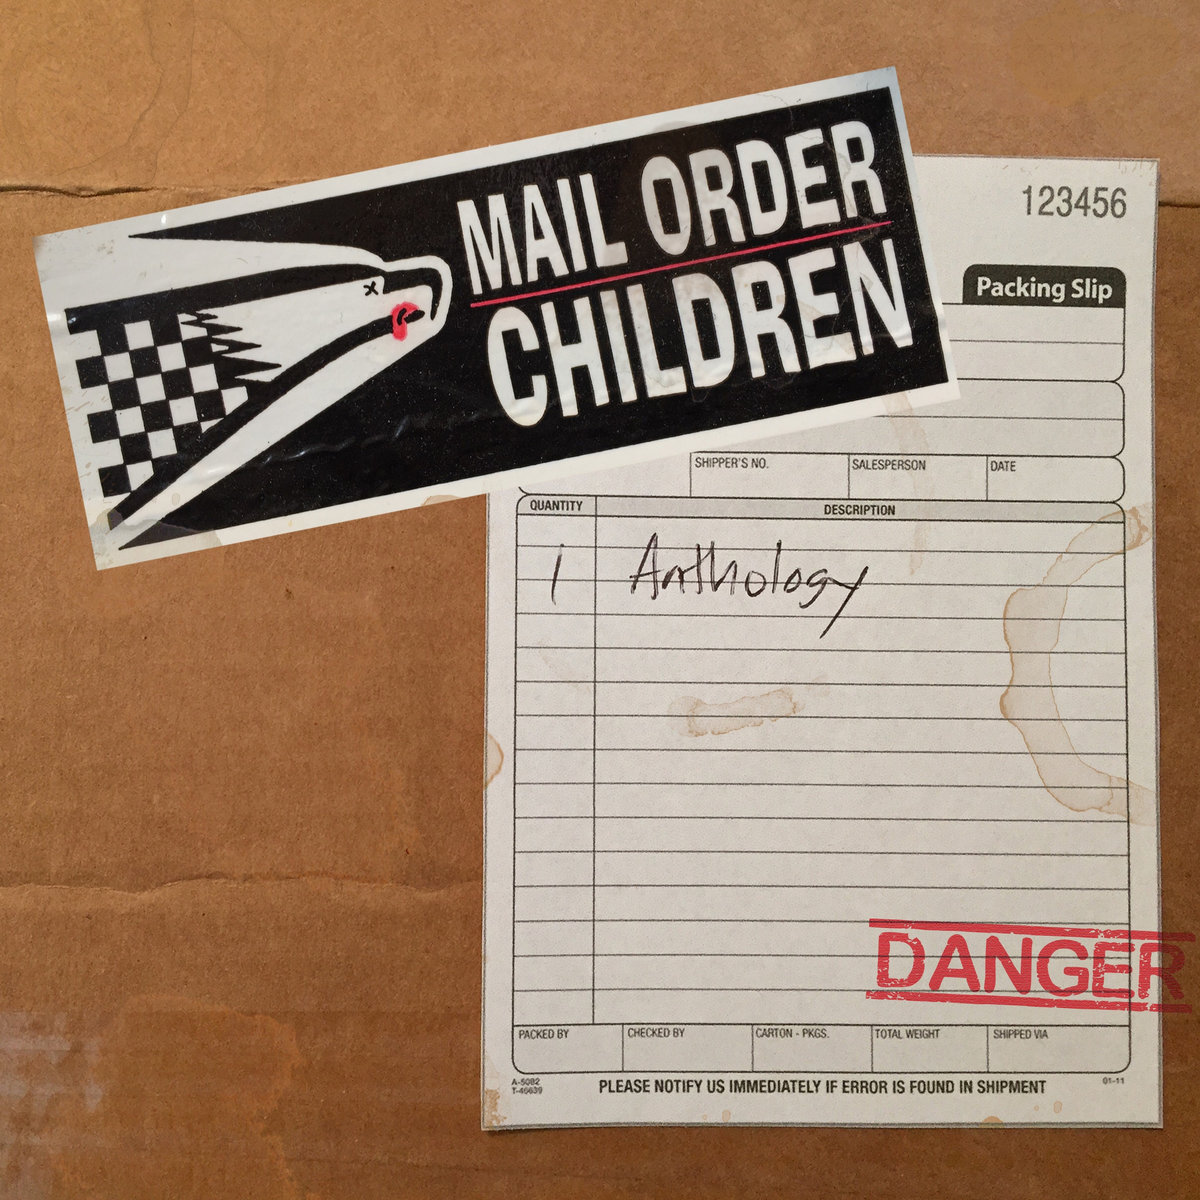 MAIL ORDER
CHILDREN
123456
Packing Slip
SHIPPER'S NO. SALESPERSON DATE
QUANTITY DESCRIPTION
1 Anthology
DANGER
PACKED BY CHECKED BY CARTON - PKGS. TOTAL WEIGHT SHIPPED VIA
A-5082
T-46639
PLEASE NOTIFY US IMMEDIATELY IF ERROR IS FOUND IN SHIPMENT
01-11